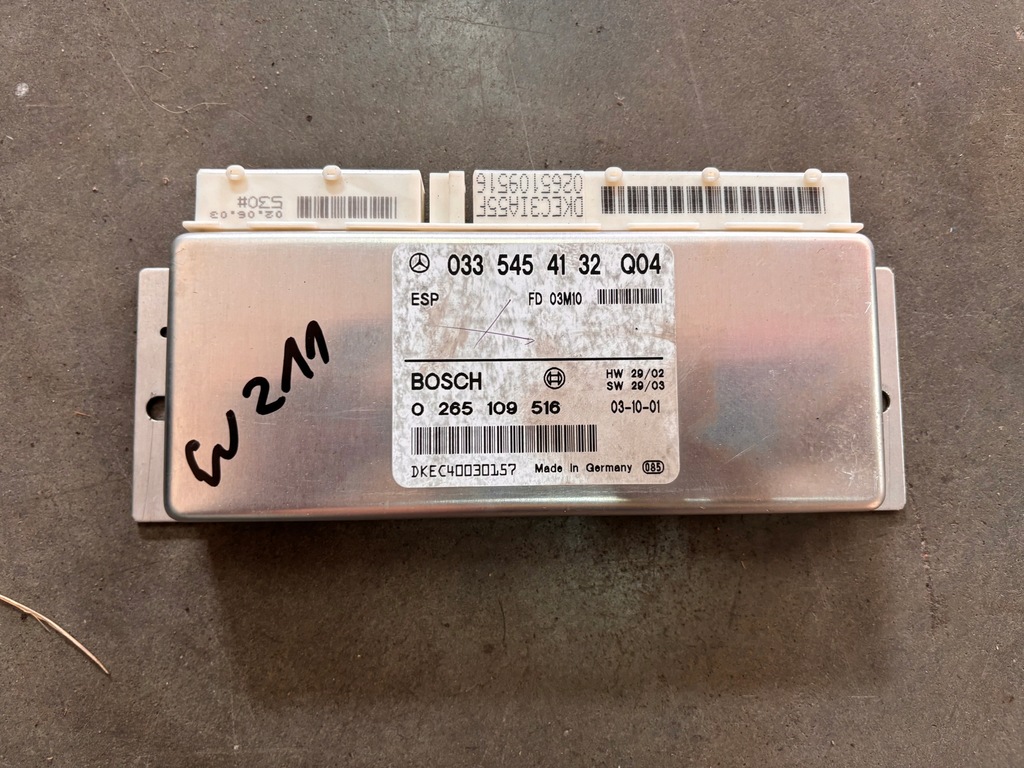 02.06.03
530#
DKEC3IA55F
0265109516
033 545 41 32 Q04
ESP FD 03M10
BOSCH HW 29/02
SW 29/03
0 265 109 516 03-10-01
DKEC40030157 Made in Germany 085
W211